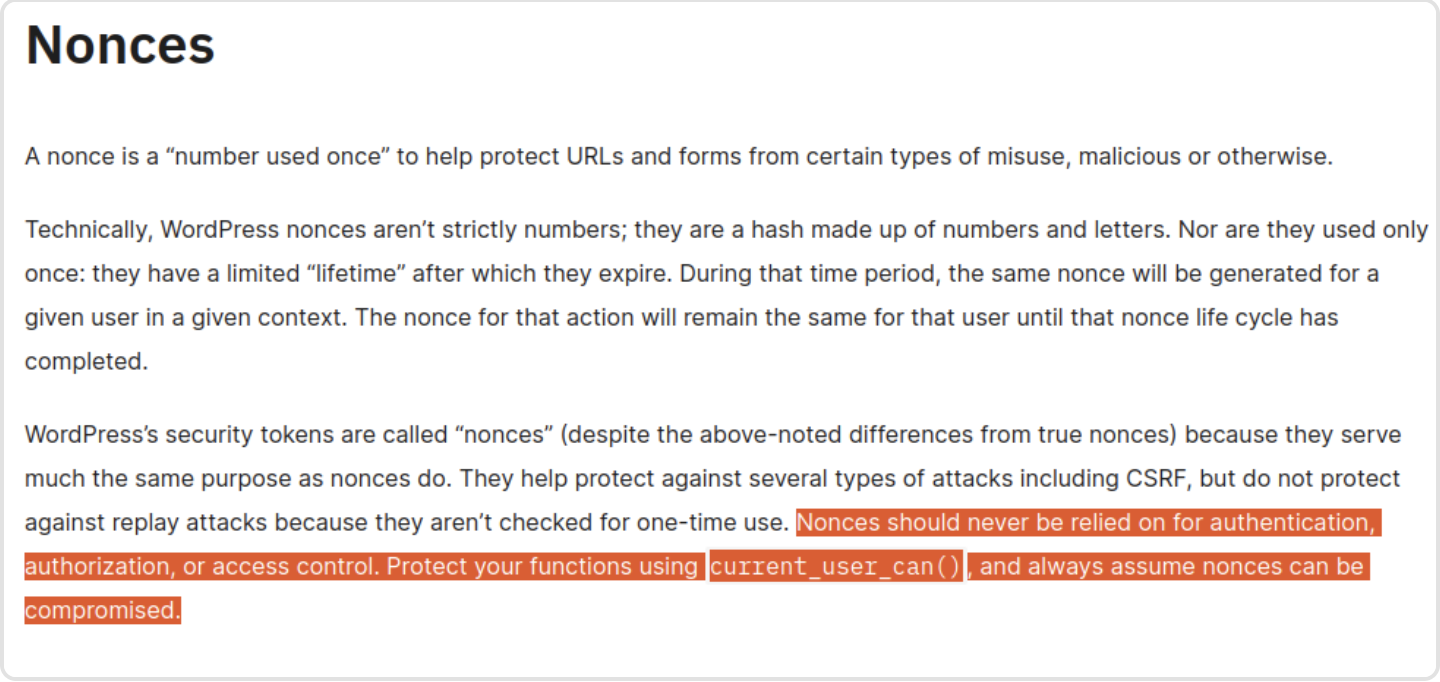 Nonces
A nonce is a “number used once” to help protect URLs and forms from certain types of misuse, malicious or otherwise.
Technically, WordPress nonces aren’t strictly numbers; they are a hash made up of numbers and letters. Nor are they used only
once: they have a limited “lifetime” after which they expire. During that time period, the same nonce will be generated for a
given user in a given context. The nonce for that action will remain the same for that user until that nonce life cycle has
completed.
WordPress’s security tokens are called “nonces” (despite the above-noted differences from true nonces) because they serve
much the same purpose as nonces do. They help protect against several types of attacks including CSRF, but do not protect
against replay attacks because they aren’t checked for one-time use. Nonces should never be relied on for authentication,
authorization, or access control. Protect your functions using current_user_can(), and always assume nonces can be
compromised.